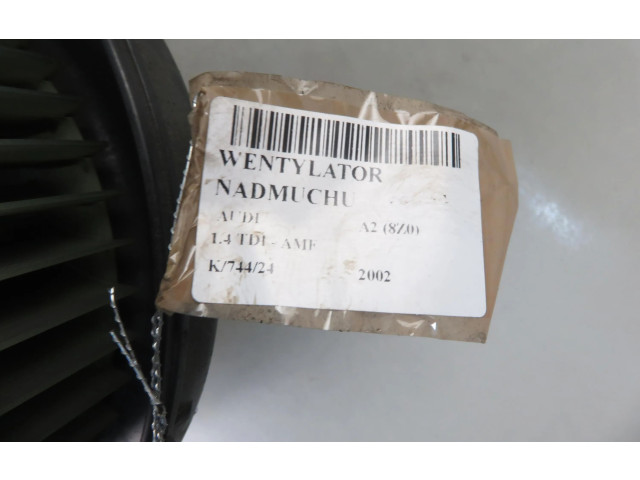 WENTYLATOR
NADMUCHU
AUDI A2 (8Z0)
1.4 TDI - AMF
K/744/24 2002